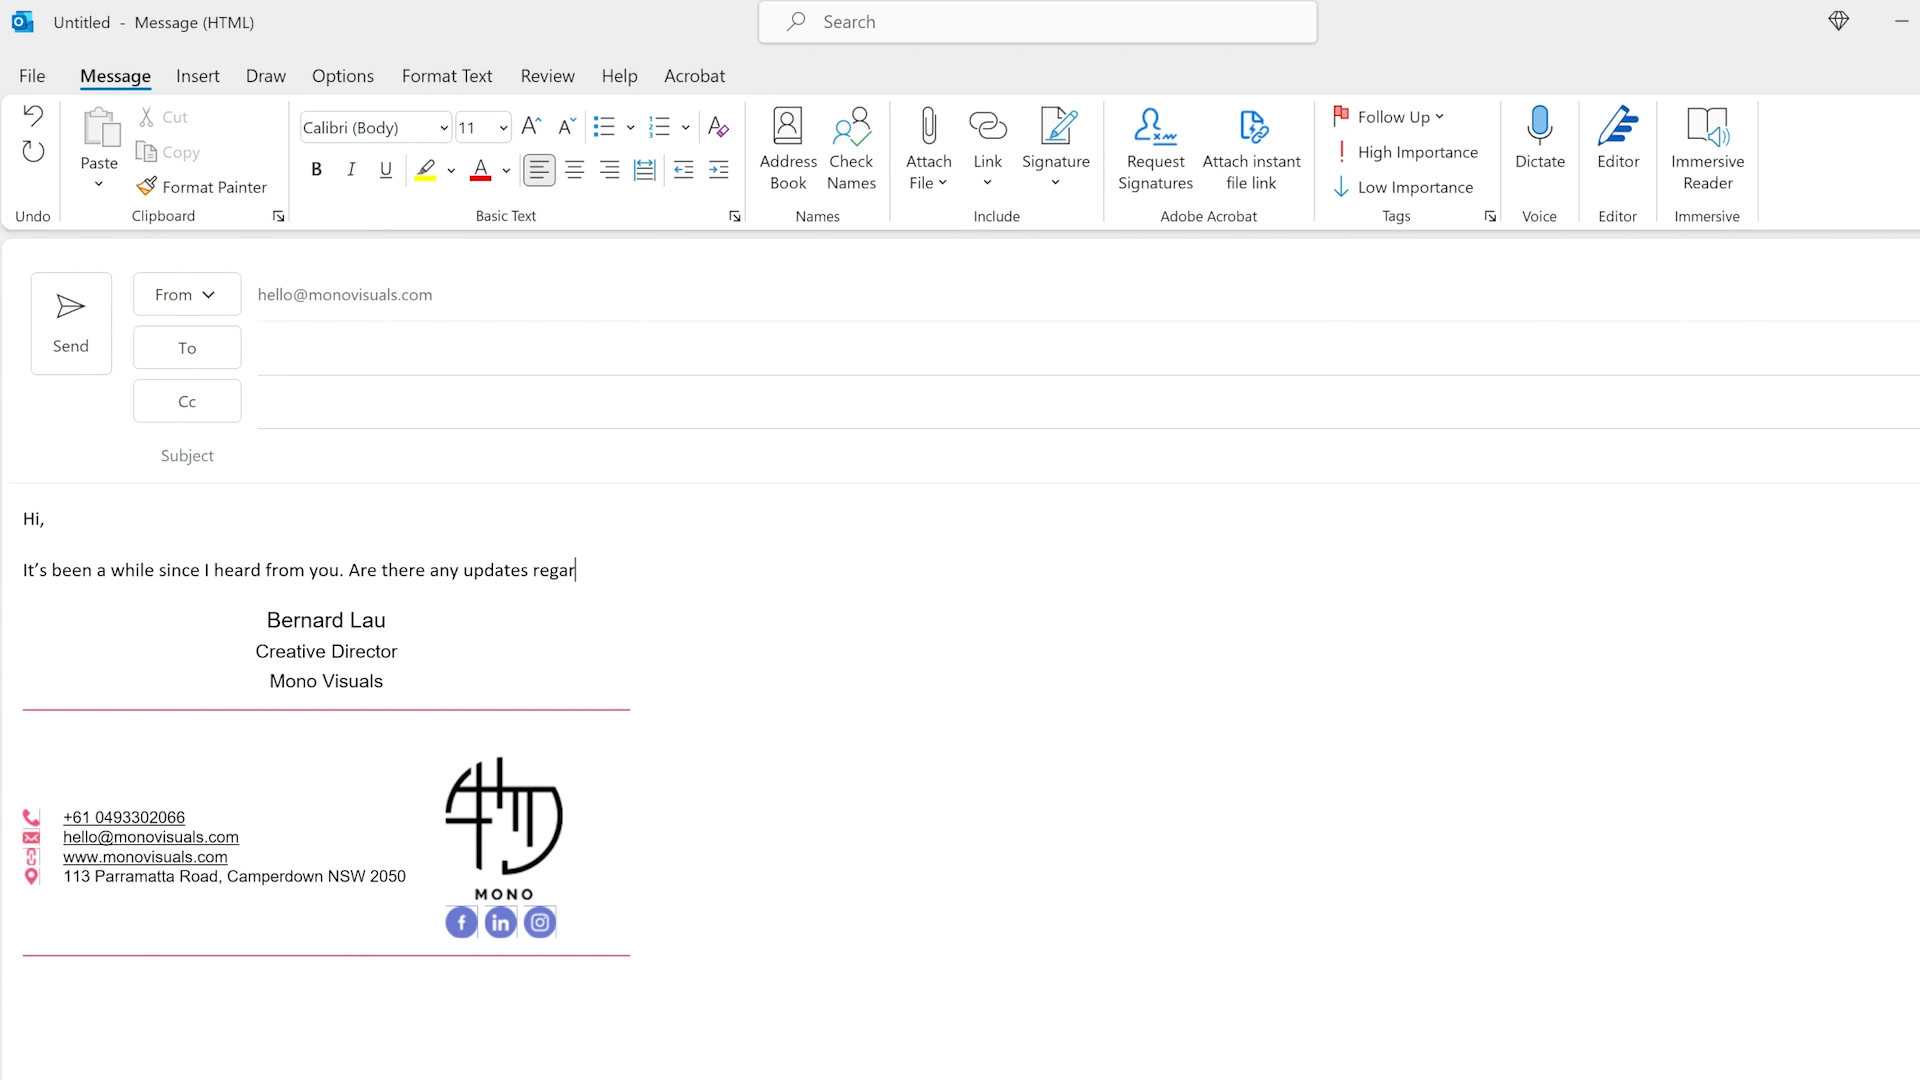 Untitled - Message (HTML)
Search
File Message Insert Draw Options Format Text Review Help Acrobat
Paste
Cut
Copy
Format Painter
Calibri (Body) 11
B I U A
Address Book
Check Names
Attach File
Link
Signature
Request Signatures
Attach instant file link
Follow Up
High Importance
Low Importance
Dictate
Editor
Immersive Reader
Undo Clipboard Basic Text Names Include Adobe Acrobat Tags Voice Editor Immersive
Send
From hello@monovisuals.com
To
Cc
Subject
Hi,
It’s been a while since I heard from you. Are there any updates regar
Bernard Lau
Creative Director
Mono Visuals
+61 0493302066
hello@monovisuals.com
www.monovisuals.com
113 Parramatta Road, Camperdown NSW 2050
MONO
f in